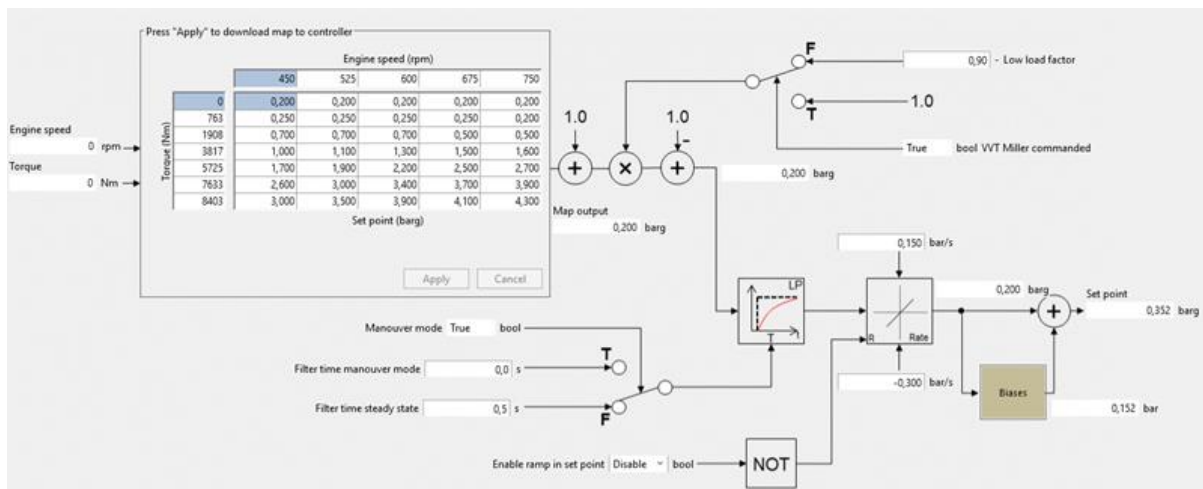 Press "Apply" to download map to controller
Engine speed (rpm)
450 525 600 675 750
0 0,200 0,200 0,200 0,200 0,200
763 0,250 0,250 0,250 0,250 0,200
1908 0,700 0,700 0,700 0,500 0,500
3817 1,000 1,100 1,300 1,500 1,600
5725 1,700 1,900 2,200 2,500 2,700
7633 2,600 3,000 3,400 3,700 3,900
8403 3,000 3,500 3,900 4,100 4,300
Torque (Nm)
Set point (barg)
Apply Cancel
Engine speed
0 rpm
Torque
0 Nm
1.0
+
×
1.0
-
+
Map output
0,200 barg
F
0,90 - Low load factor
T
1.0
True bool VVT Miller commanded
0,200 barg
LP
T
t
0,150 bar/s
R
Rate
-0,300 bar/s
0,200 barg
+
Set point
0,352 barg
Biases
0,152 bar
Manouver mode True bool
T
Filter time manouver mode 0,0 s
Filter time steady state 0,5 s
F
Enable ramp in set point Disable bool
NOT